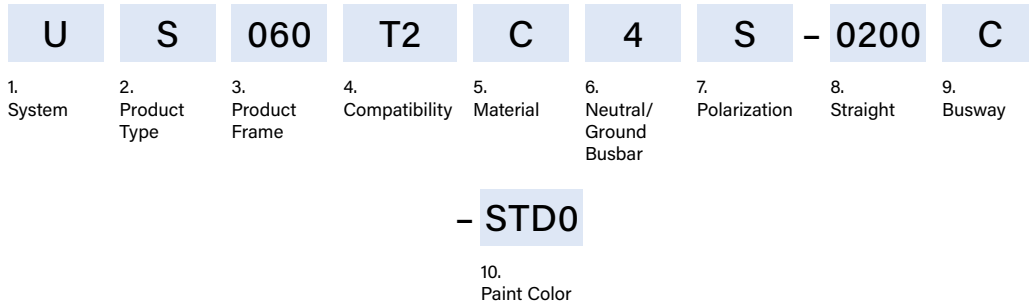 U S 060 T2 C 4 S – 0200 C
1. 2. 3. 4. 5. 6. 7. 8. 9.
System Product Product Compatibility Material Neutral/ Polarization Straight Busway
Type Frame Ground
Busbar
– STD0
10.
Paint Color